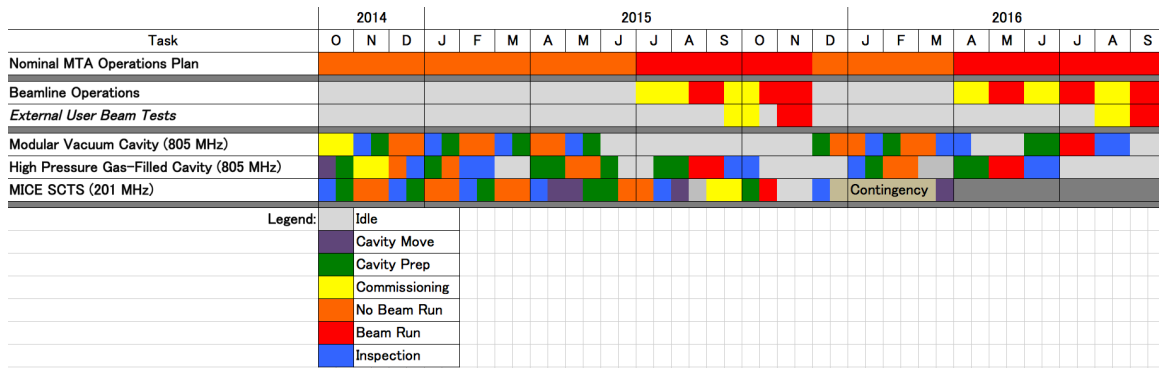 2014 2015 2016
Task O N D J F M A M J J A S O N D J F M A M J J A S
Nominal MTA Operations Plan
Beamline Operations
External User Beam Tests
Modular Vacuum Cavity (805 MHz)
High Pressure Gas-Filled Cavity (805 MHz)
MICE SCTS (201 MHz) Contingency
Legend: Idle
Cavity Move
Cavity Prep
Commissioning
No Beam Run
Beam Run
Inspection